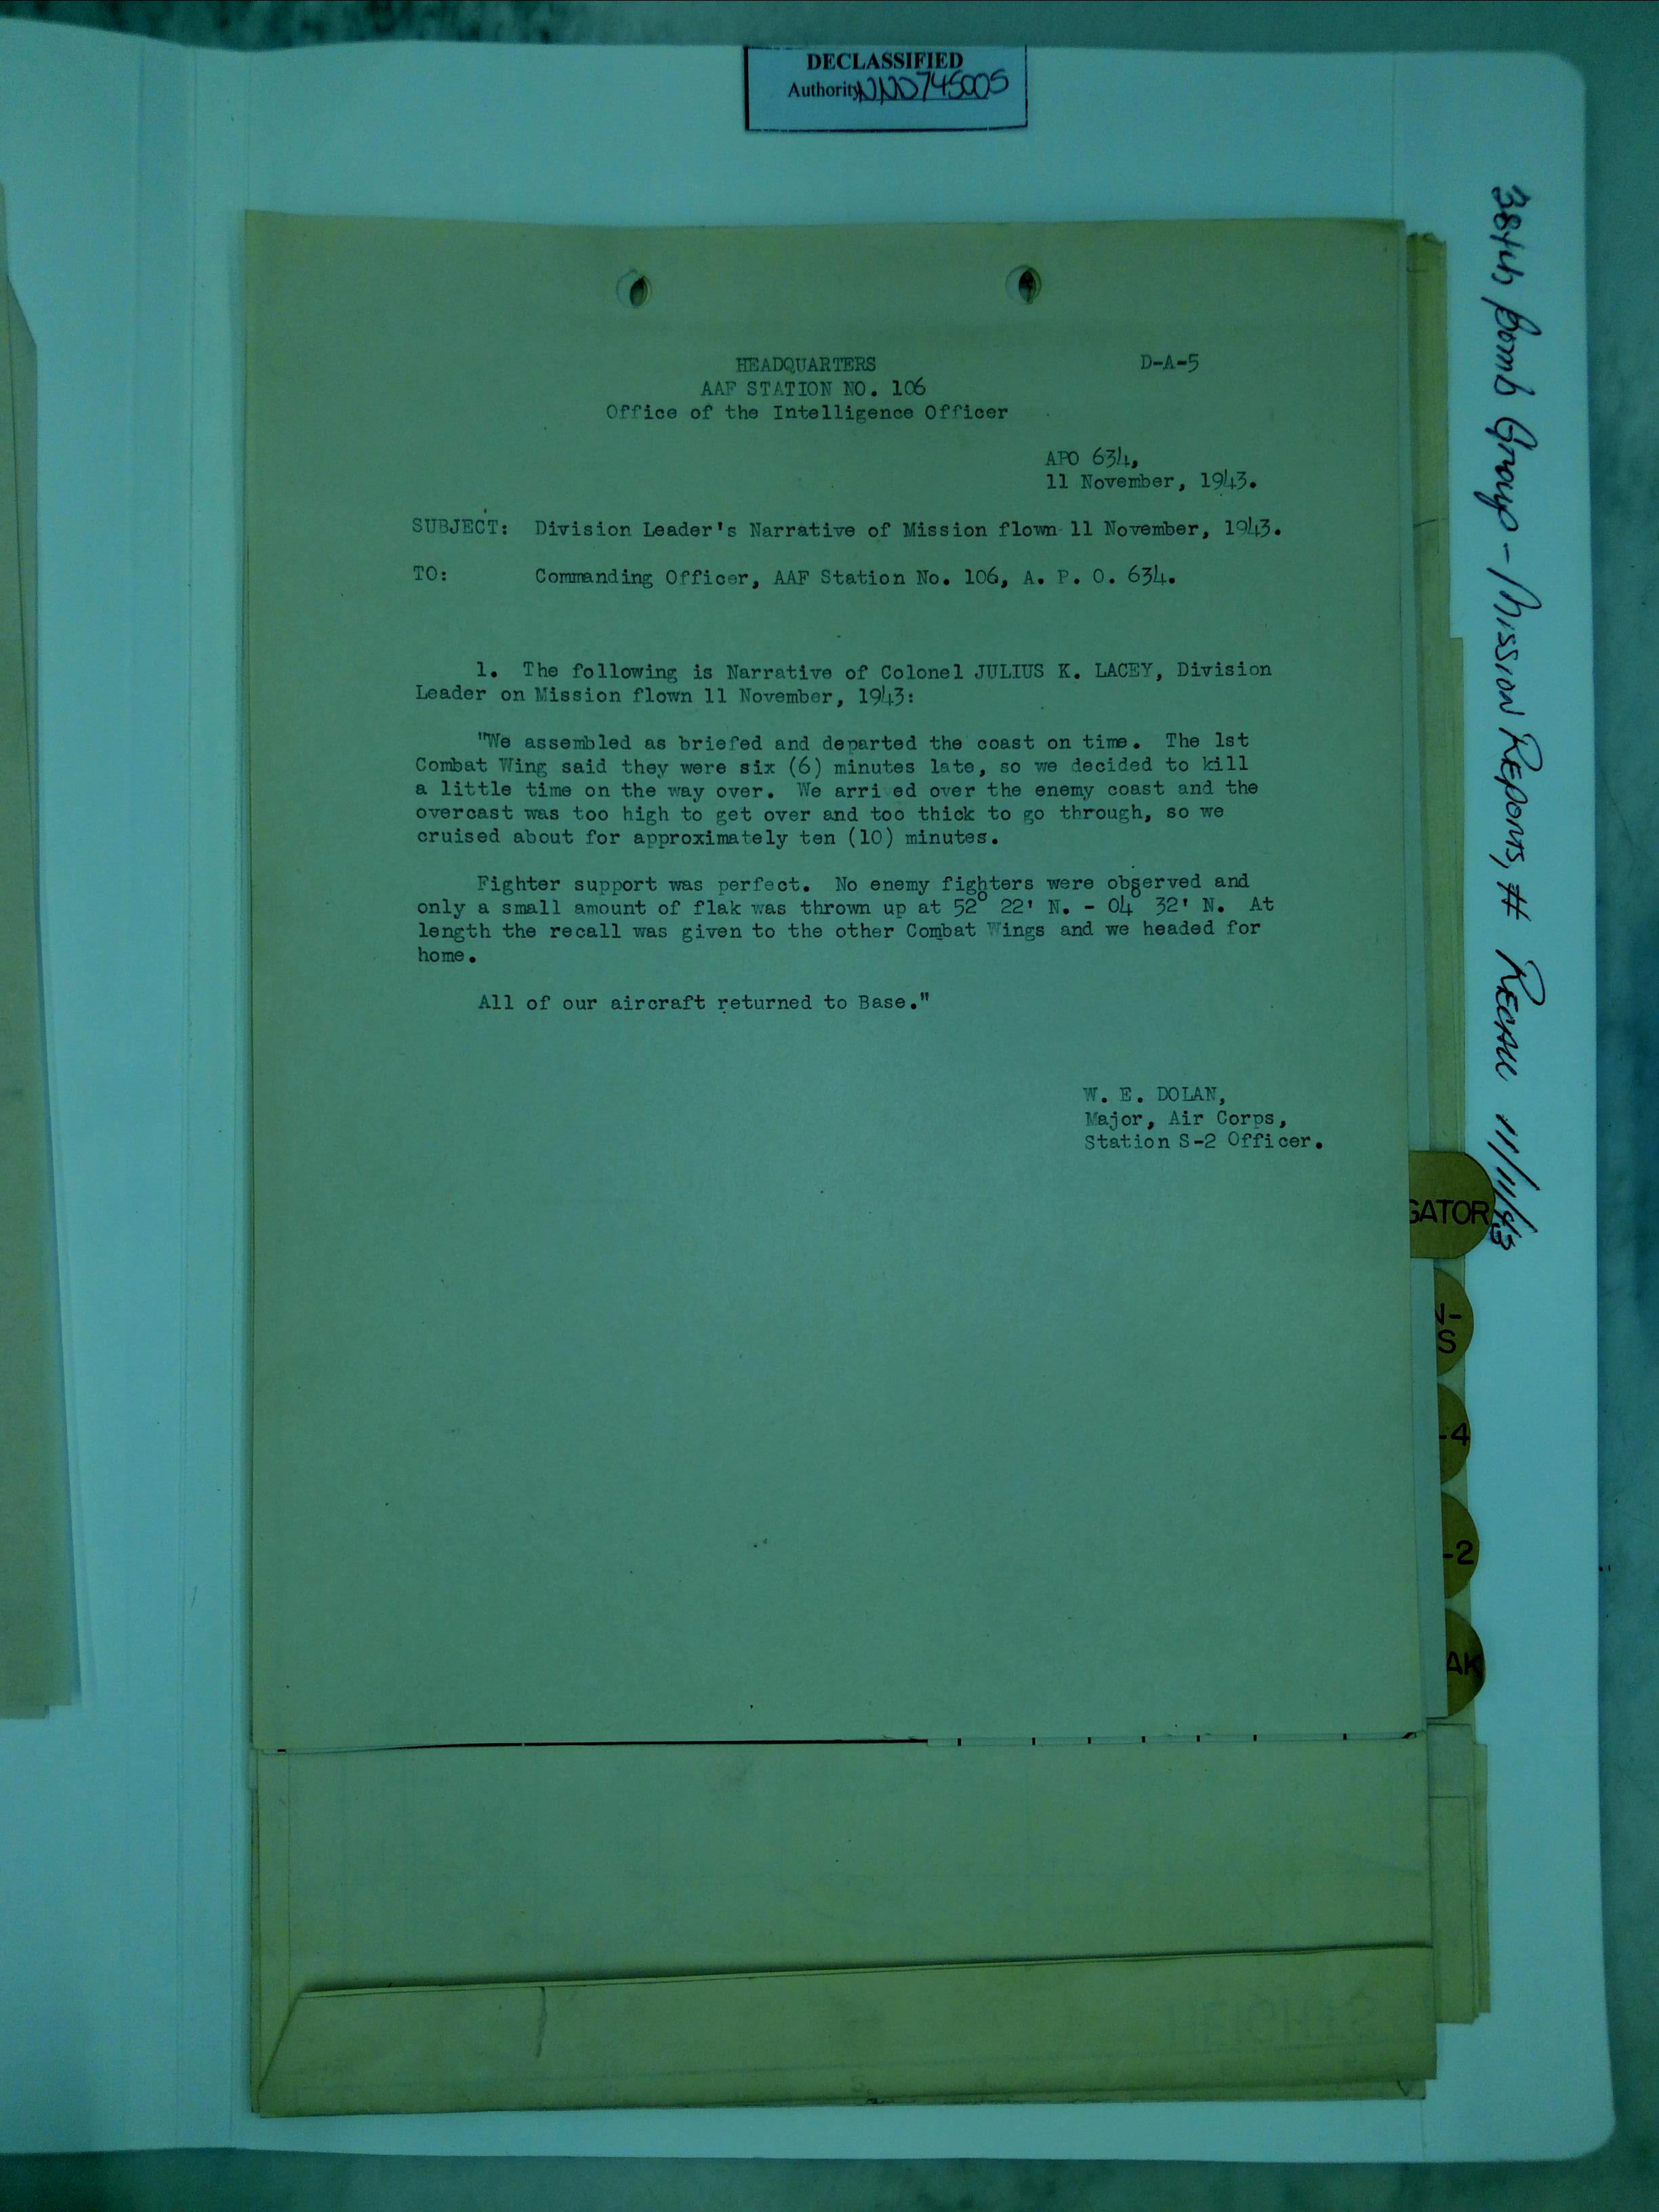 DECLASSIFIED
Authority NND 745005
HEADQUARTERS D-A-5
AAF STATION NO. 106
Office of the Intelligence Officer
APO 634,
11 November, 1943.
SUBJECT: Division Leader's Narrative of Mission flown 11 November, 1943.
TO: Commanding Officer, AAF Station No. 106, A. P. O. 634.
1. The following is Narrative of Colonel JULIUS K. LACEY, Division
Leader on Mission flown 11 November, 1943:
"We assembled as briefed and departed the coast on time. The 1st
Combat Wing said they were six (6) minutes late, so we decided to kill
a little time on the way over. We arrived over the enemy coast and the
overcast was too high to get over and too thick to go through, so we
cruised about for approximately ten (10) minutes.
Fighter support was perfect. No enemy fighters were observed and
only a small amount of flak was thrown up at 52° 22' N. - 04° 32' N. At
length the recall was given to the other Combat Wings and we headed for
home.
All of our aircraft returned to Base."
W. E. DOLAN,
Major, Air Corps,
Station S-2 Officer.
384th Bomb Group - Mission Reports, # Recall 11/11/43
GATOR
N-
S
-4
-2
AK